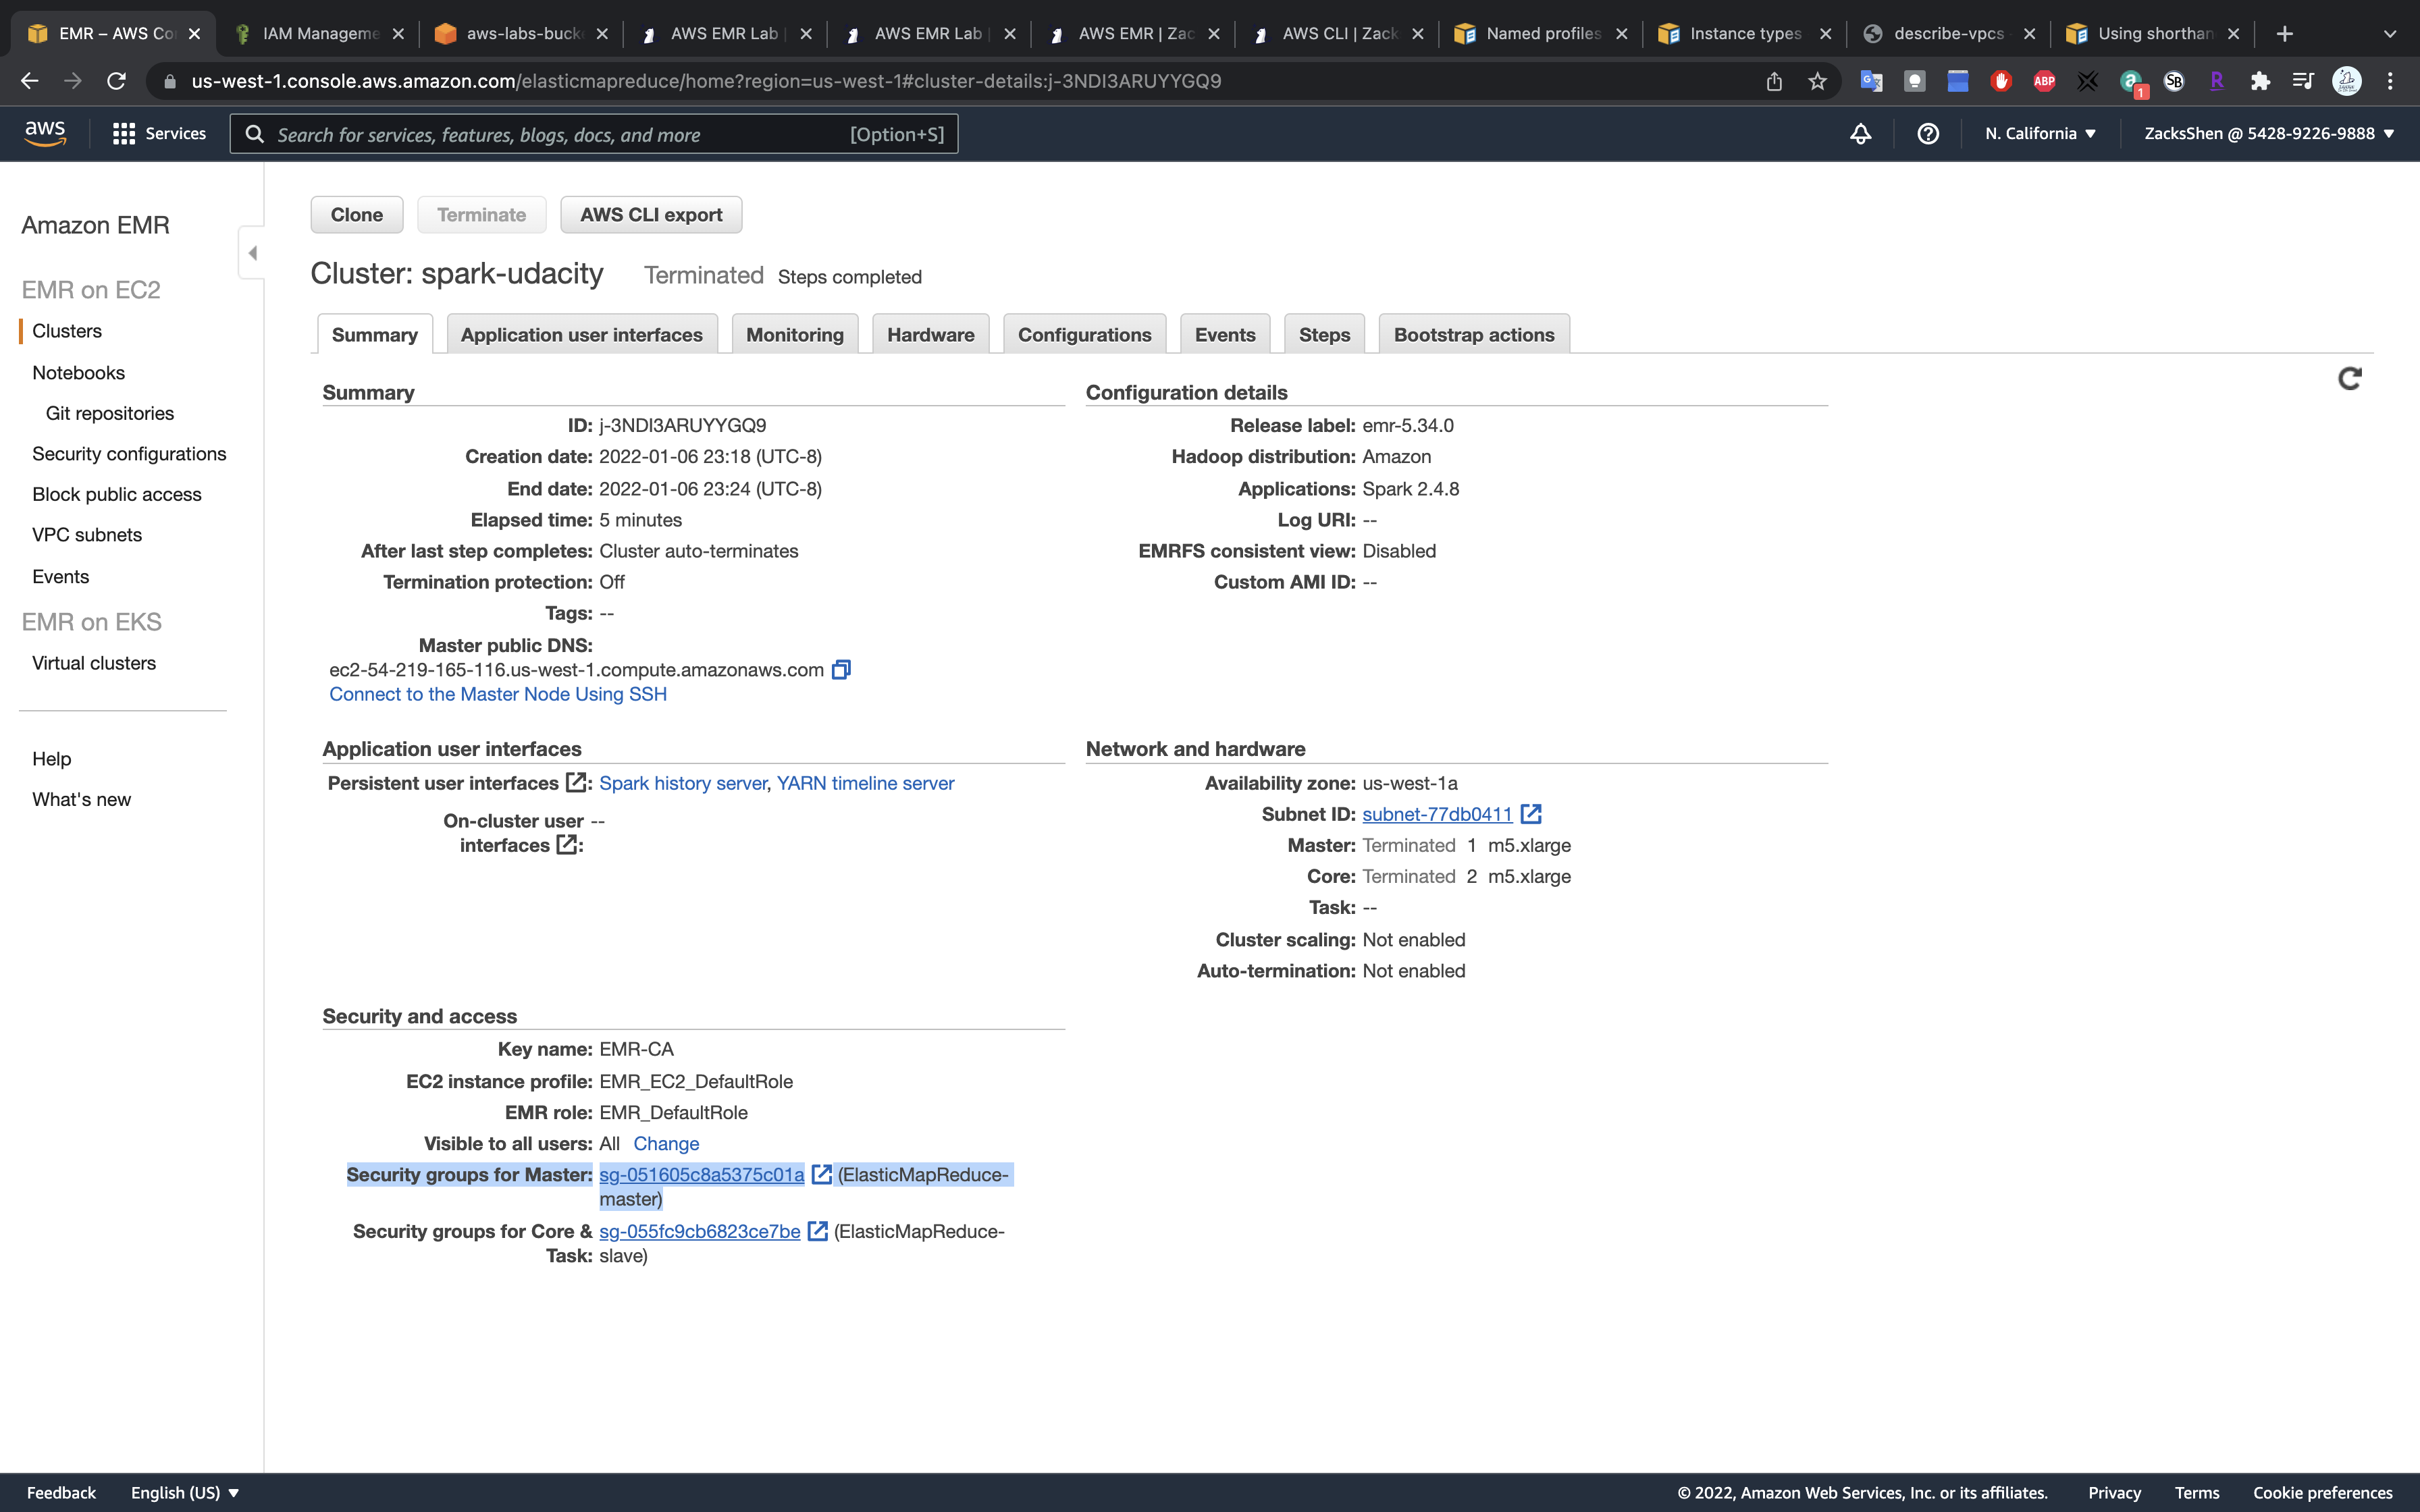 EMR – AWS Co
IAM Manageme
aws-labs-buck
AWS EMR Lab |
AWS EMR Lab |
AWS EMR | Zac
AWS CLI | Zack
Named profiles
Instance types
describe-vpcs
Using shorthan
us-west-1.console.aws.amazon.com/elasticmapreduce/home?region=us-west-1#cluster-details:j-3NDI3ARUYYGQ9
ABP
1
SB
R
aws
Services
Search for services, features, blogs, docs, and more
[Option+S]
N. California
ZacksShen @ 5428-9226-9888
Amazon EMR
EMR on EC2
Clusters
Notebooks
Git repositories
Security configurations
Block public access
VPC subnets
Events
EMR on EKS
Virtual clusters
Help
What's new
Clone
Terminate
AWS CLI export
Cluster: spark-udacity Terminated Steps completed
Summary
Application user interfaces
Monitoring
Hardware
Configurations
Events
Steps
Bootstrap actions
Summary
ID: j-3NDI3ARUYYGQ9
Creation date: 2022-01-06 23:18 (UTC-8)
End date: 2022-01-06 23:24 (UTC-8)
Elapsed time: 5 minutes
After last step completes: Cluster auto-terminates
Termination protection: Off
Tags: --
Master public DNS:
ec2-54-219-165-116.us-west-1.compute.amazonaws.com
Connect to the Master Node Using SSH
Configuration details
Release label: emr-5.34.0
Hadoop distribution: Amazon
Applications: Spark 2.4.8
Log URI: --
EMRFS consistent view: Disabled
Custom AMI ID: --
Application user interfaces
Persistent user interfaces : Spark history server, YARN timeline server
On-cluster user --
interfaces :
Network and hardware
Availability zone: us-west-1a
Subnet ID: subnet-77db0411
Master: Terminated 1 m5.xlarge
Core: Terminated 2 m5.xlarge
Task: --
Cluster scaling: Not enabled
Auto-termination: Not enabled
Security and access
Key name: EMR-CA
EC2 instance profile: EMR_EC2_DefaultRole
EMR role: EMR_DefaultRole
Visible to all users: All Change
Security groups for Master: sg-051605c8a5375c01a (ElasticMapReduce-
master)
Security groups for Core & sg-055fc9cb6823ce7be (ElasticMapReduce-
Task: slave)
Feedback
English (US)
© 2022, Amazon Web Services, Inc. or its affiliates.
Privacy
Terms
Cookie preferences